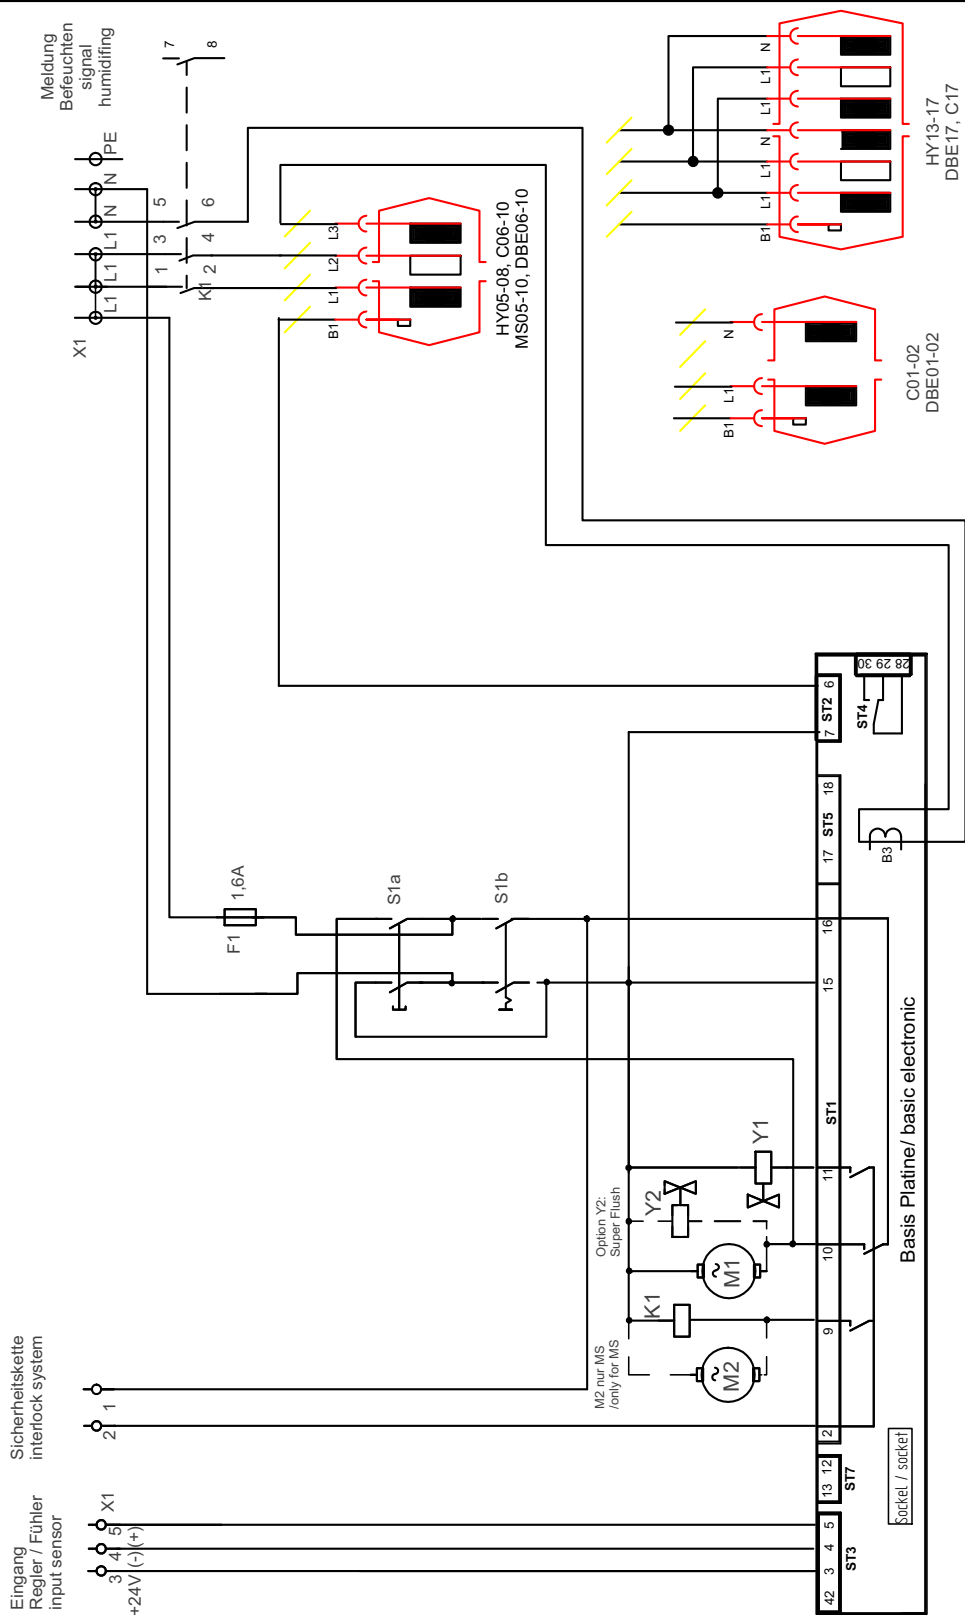 Meldung
Befeuchten
signal
humidifing
7
8
X1
L1
L1
L1
N
N
PE
1
3
5
K1
2
4
6
B1
L1
L2
L3
HY05-08, C06-10
MS05-10, DBE06-10
B1
L1
L1
N
L1
L1
N
HY13-17
DBE17, C17
B1
L1
N
C01-02
DBE01-02
F1
1,6A
S1a
S1b
Option Y2:
Super Flush
Y2
Y1
K1
M1
M2
~
~
M2 nur MS
/only for MS
Sicherheitskette
interlock system
2
1
Eingang
Regler / Fühler
input sensor
X1
3
4
5
+24V
(-)
(+)
42
3
4
5
ST3
13
12
ST7
2
9
10
11
ST1
15
16
17
ST5
18
7
ST2
6
ST4
28 29 30
B3
Basis Platine/ basic electronic
Sockel / socket